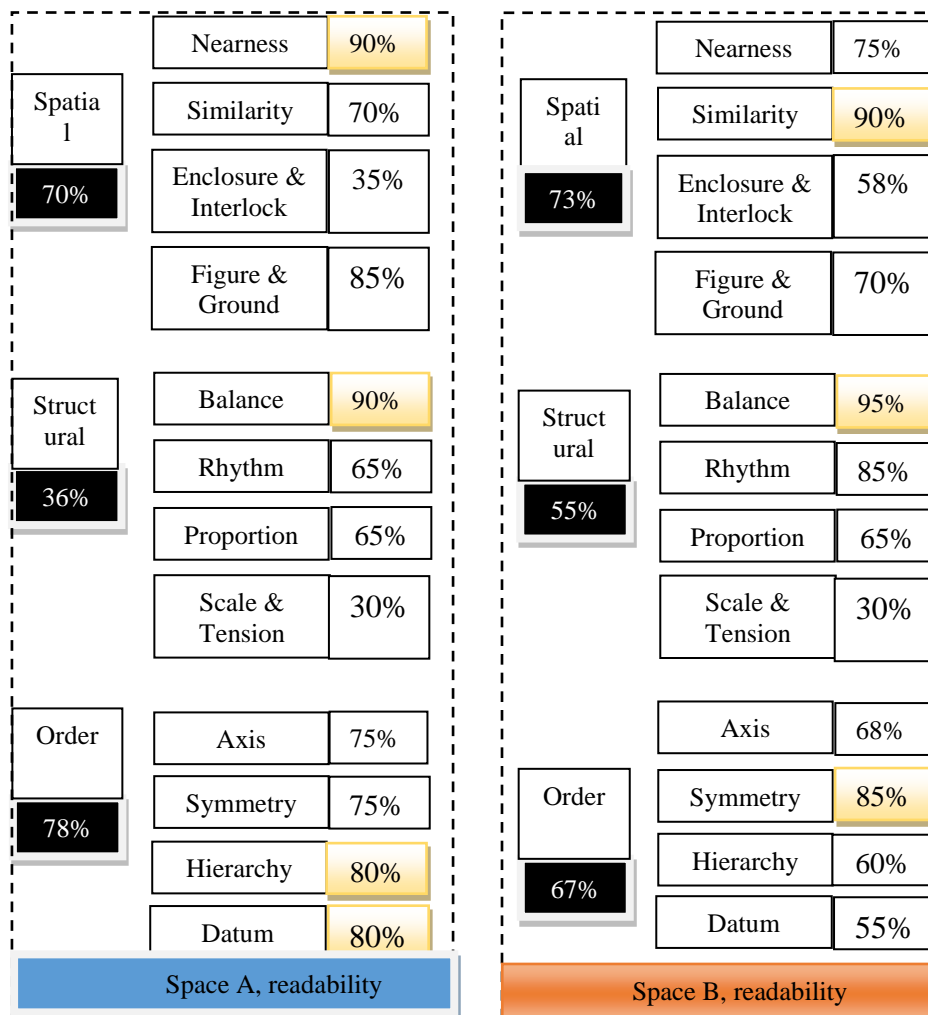 Spatia
l
70%
Nearness
90%
Similarity
70%
Enclosure &
Interlock
35%
Figure &
Ground
85%
Struct
ural
36%
Balance
90%
Rhythm
65%
Proportion
65%
Scale &
Tension
30%
Order
78%
Axis
75%
Symmetry
75%
Hierarchy
80%
Datum
80%
Space A, readability
Spati
al
73%
Nearness
75%
Similarity
90%
Enclosure &
Interlock
58%
Figure &
Ground
70%
Struct
ural
55%
Balance
95%
Rhythm
85%
Proportion
65%
Scale &
Tension
30%
Order
67%
Axis
68%
Symmetry
85%
Hierarchy
60%
Datum
55%
Space B, readability